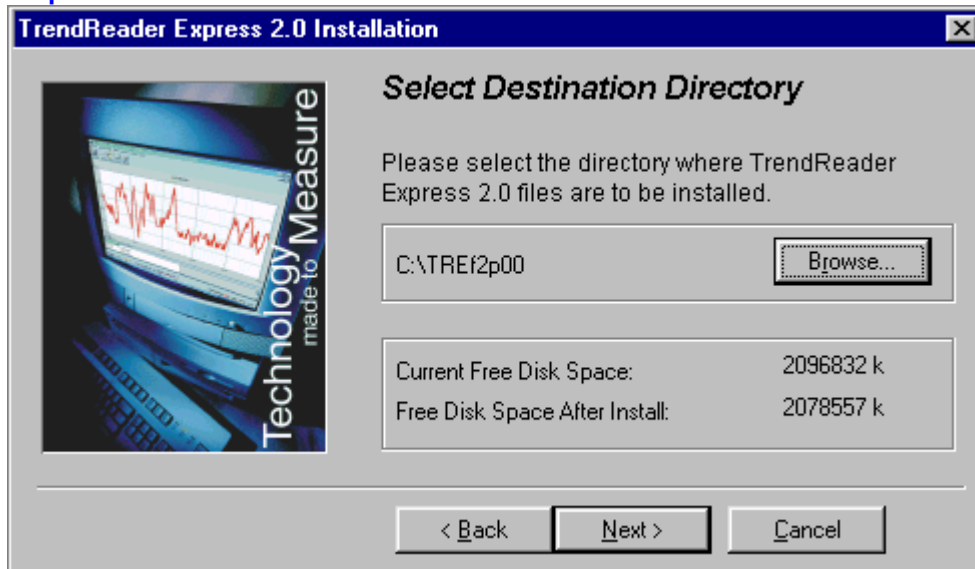 TrendReader Express 2.0 Installation
Technology
made to Measure
Select Destination Directory
Please select the directory where TrendReader
Express 2.0 files are to be installed.
C:\TREf2p00
Browse...
Current Free Disk Space: 2096832 k
Free Disk Space After Install: 2078557 k
< Back
Next >
Cancel